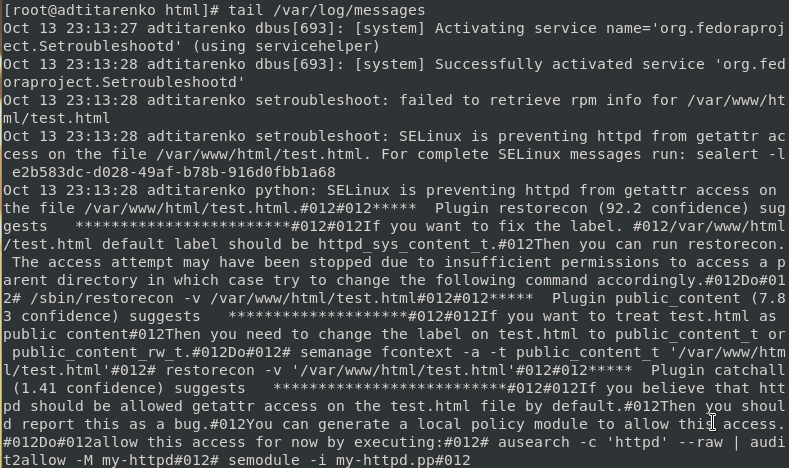 [root@adtitarenko html]# tail /var/log/messages
Oct 13 23:13:27 adtitarenko dbus[693]: [system] Activating service name='org.fedoraproj
ect.Setroubleshootd' (using servicehelper)
Oct 13 23:13:28 adtitarenko dbus[693]: [system] Successfully activated service 'org.fed
oraproject.Setroubleshootd'
Oct 13 23:13:28 adtitarenko setroubleshoot: failed to retrieve rpm info for /var/www/ht
ml/test.html
Oct 13 23:13:28 adtitarenko setroubleshoot: SELinux is preventing httpd from getattr ac
cess on the file /var/www/html/test.html. For complete SELinux messages run: sealert -l
 e2b583dc-d028-49af-b78b-916d0fbb1a68
Oct 13 23:13:28 adtitarenko python: SELinux is preventing httpd from getattr access on
the file /var/www/html/test.html.#012#012*****  Plugin restorecon (92.2 confidence) sug
gests   ************************#012#012If you want to fix the label. #012/var/www/html
/test.html default label should be httpd_sys_content_t.#012Then you can run restorecon.
 The access attempt may have been stopped due to insufficient permissions to access a p
arent directory in which case try to change the following command accordingly.#012Do#01
2# /sbin/restorecon -v /var/www/html/test.html#012#012*****  Plugin public_content (7.8
3 confidence) suggests   ********************#012#012If you want to treat test.html as
public content#012Then you need to change the label on test.html to public_content_t or
 public_content_rw_t.#012Do#012# semanage fcontext -a -t public_content_t '/var/www/htm
l/test.html'#012# restorecon -v '/var/www/html/test.html'#012#012*****  Plugin catchall
 (1.41 confidence) suggests   **************************#012#012If you believe that htt
pd should be allowed getattr access on the test.html file by default.#012Then you shoul
d report this as a bug.#012You can generate a local policy module to allow this access.
#012Do#012allow this access for now by executing:#012# ausearch -c 'httpd' --raw | audi
t2allow -M my-httpd#012# semodule -i my-httpd.pp#012